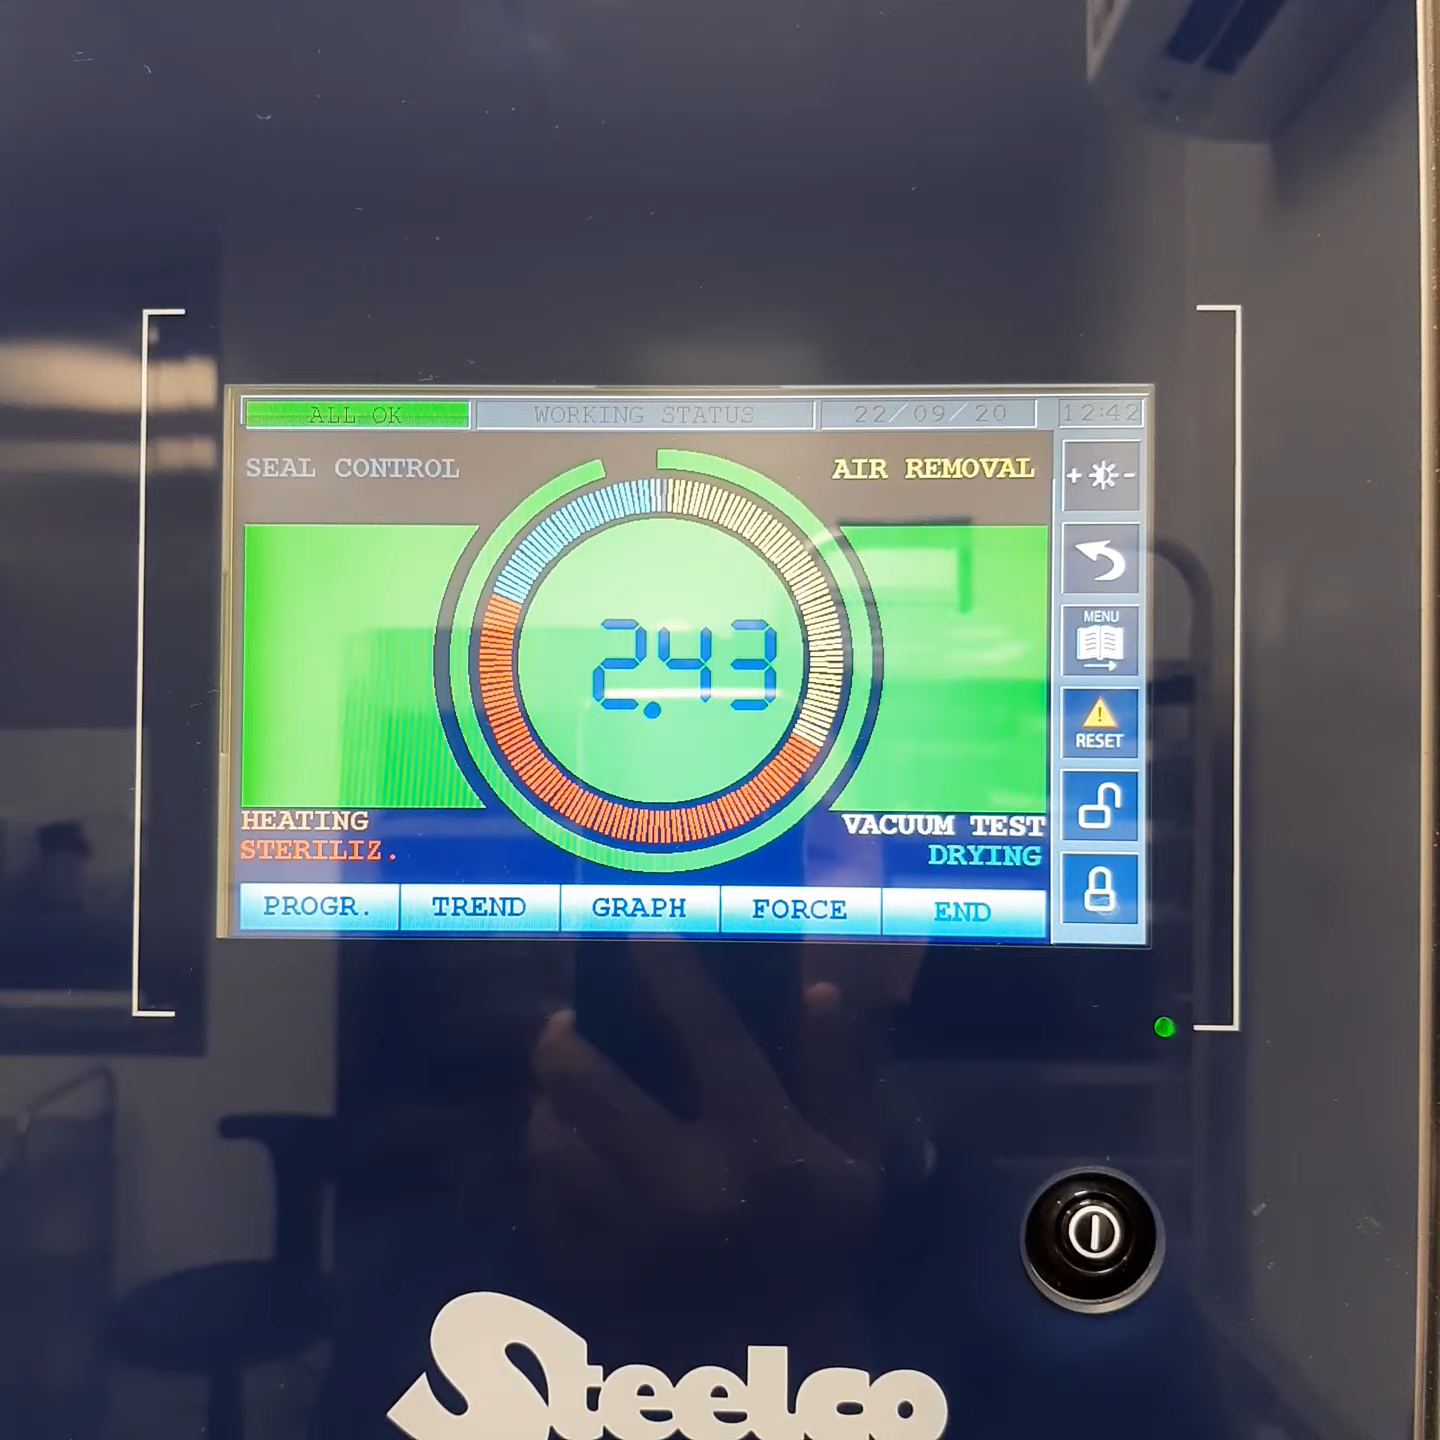 ALL OK
WORKING STATUS
22/09/20
12:42
SEAL CONTROL
AIR REMOVAL
2.43
MENU
RESET
HEATING
STERILIZ.
VACUUM TEST
DRYING
PROGR.
TREND
GRAPH
FORCE
END
Steelco